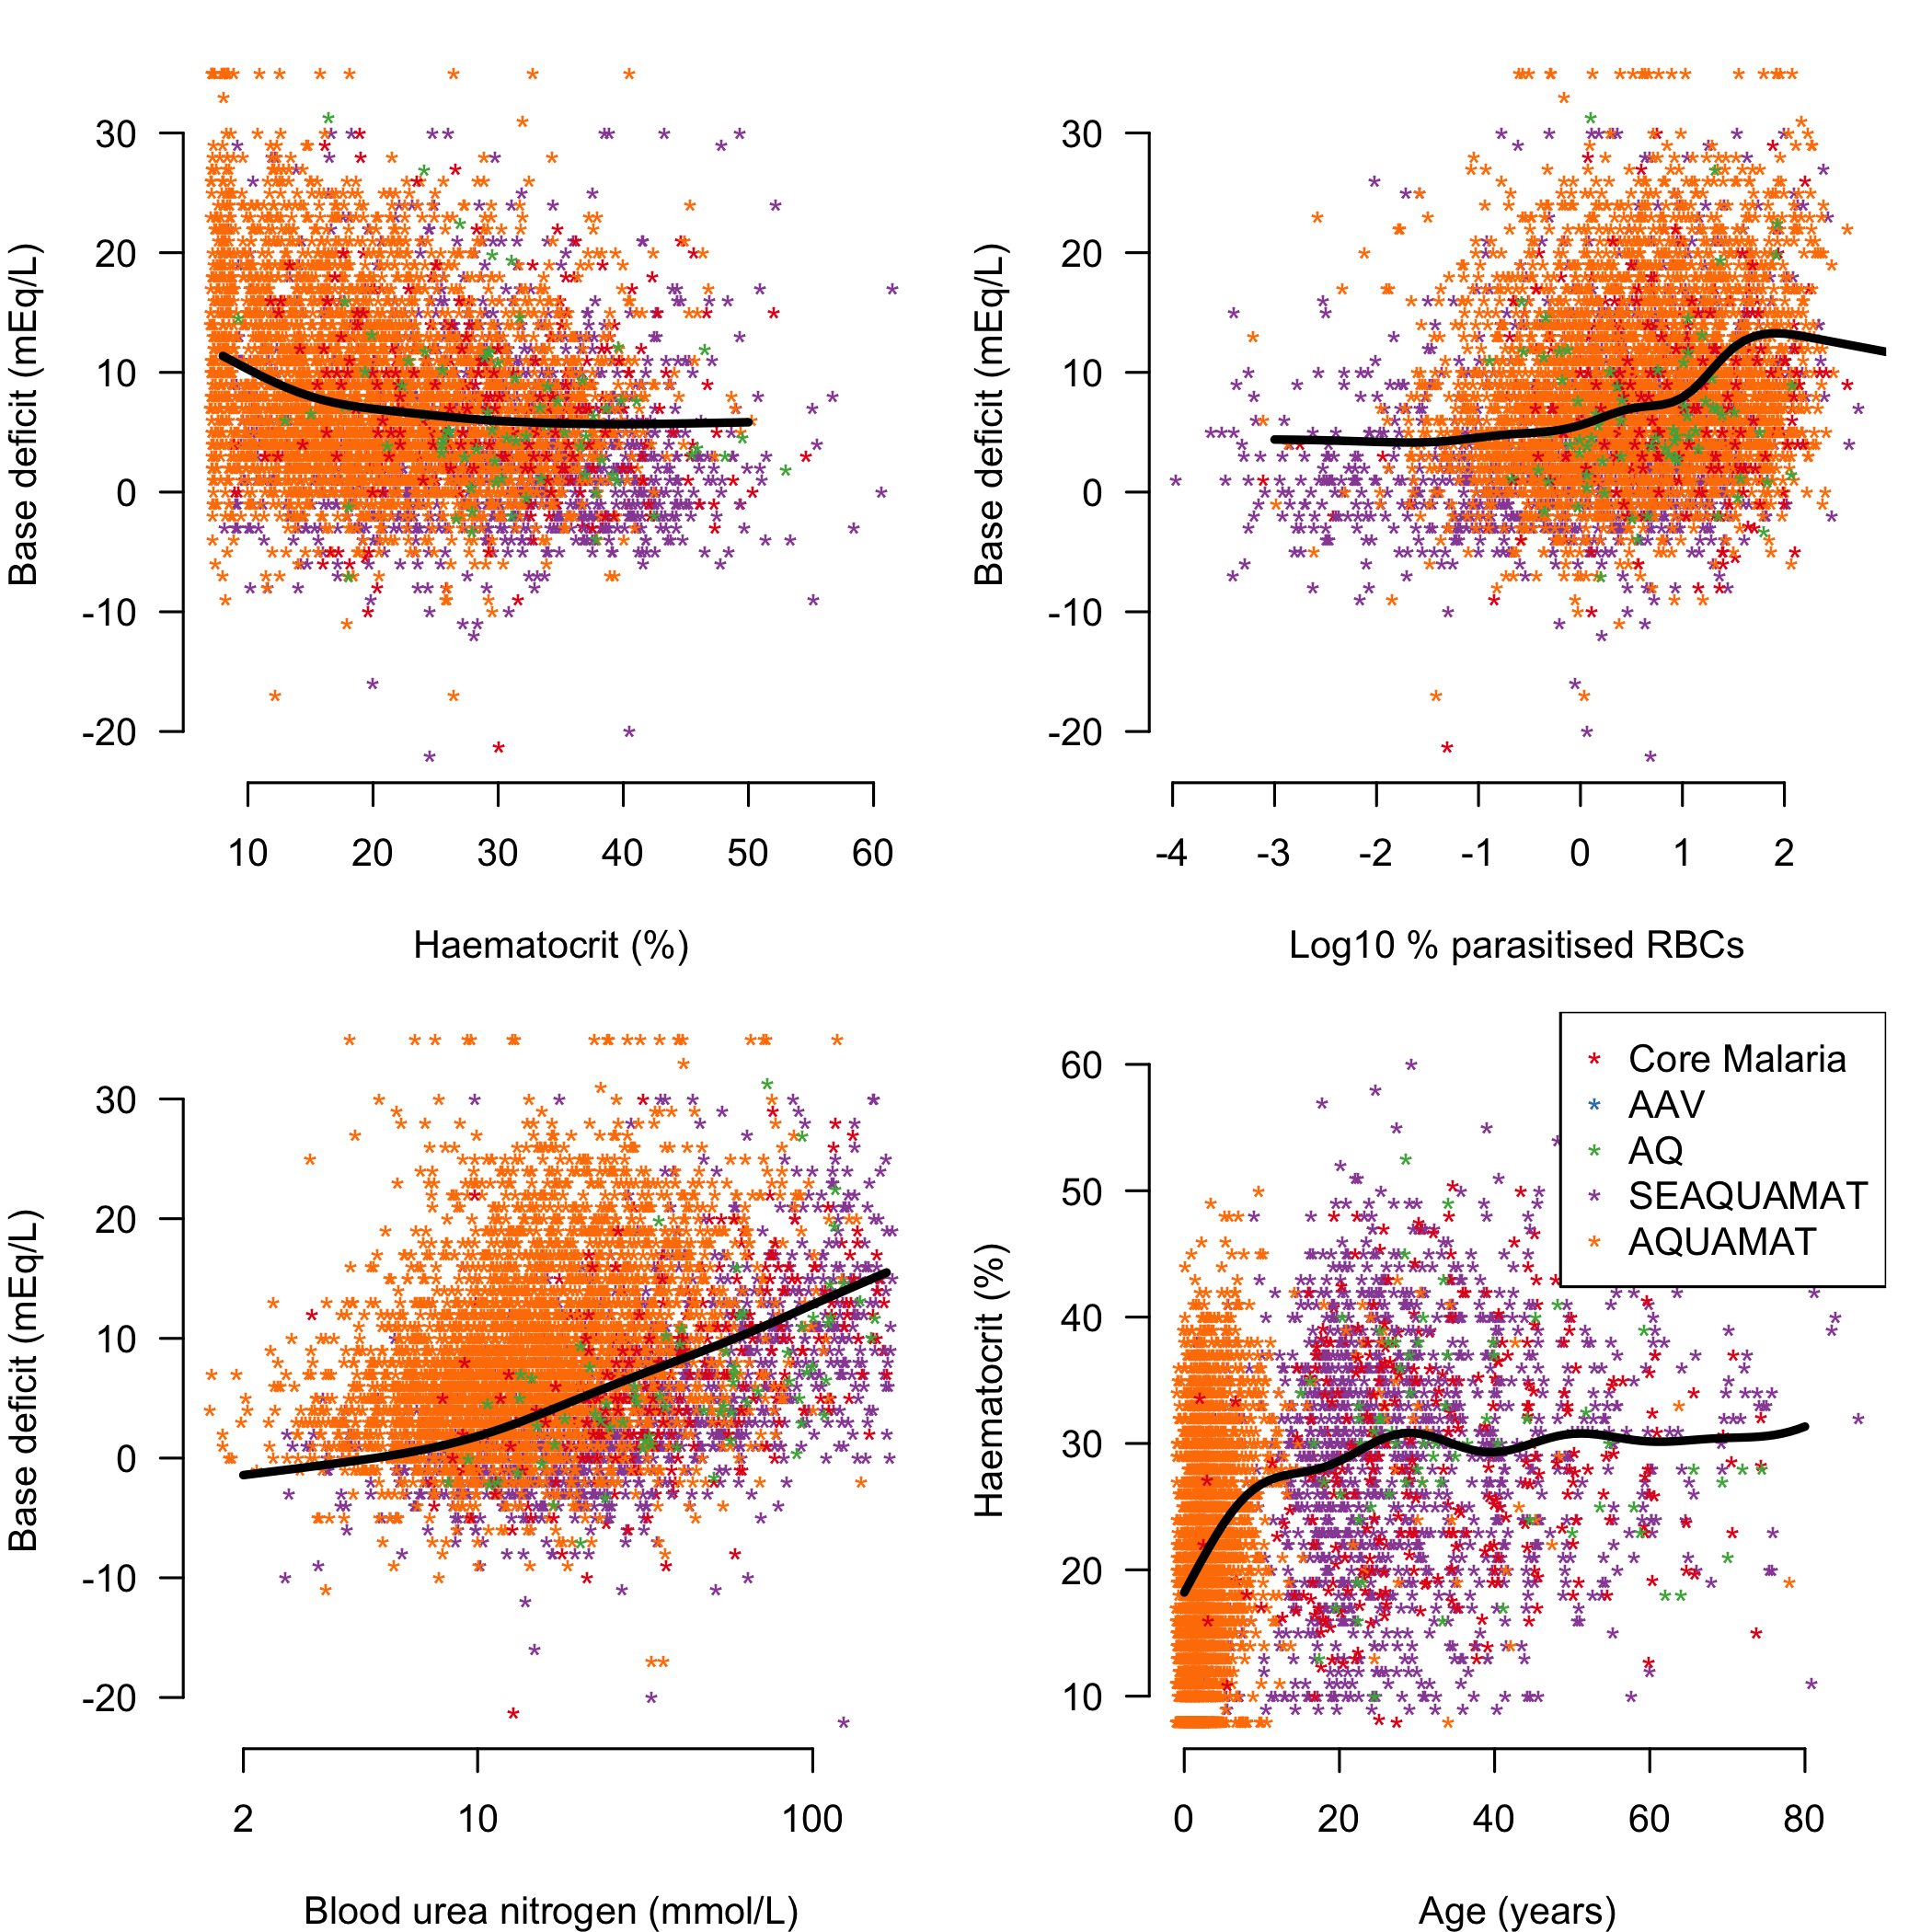 30
20
10
0
-10
-20
Base deficit (mEq/L)
10 20 30 40 50 60
Haematocrit (%)
30
20
10
0
-10
-20
Base deficit (mEq/L)
-4 -3 -2 -1 0 1 2
Log10 % parasitised RBCs
30
20
10
0
-10
-20
Base deficit (mEq/L)
2 10 100
Blood urea nitrogen (mmol/L)
60
50
40
30
20
10
Haematocrit (%)
0 20 40 60 80
Age (years)
Core Malaria
AAV
AQ
SEAQUAMAT
AQUAMAT